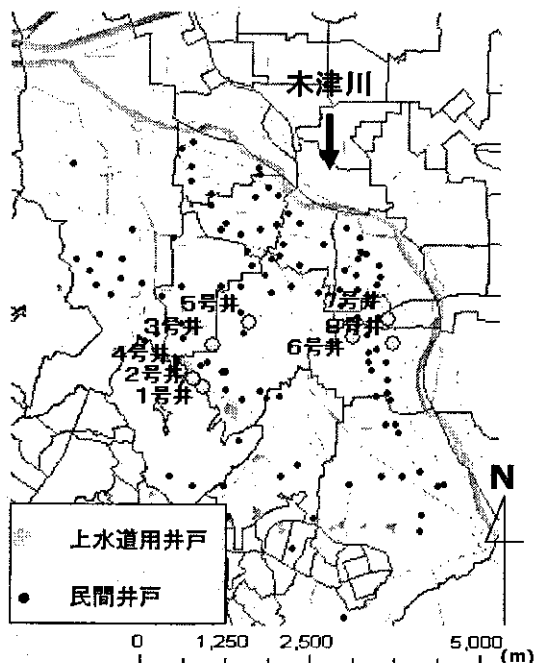 木津川
5号井
7号井
3号井
8号井
6号井
4号井
2号井
1号井
N
上水道用井戸
民間井戸
0 1,250 2,500 5,000
(m)